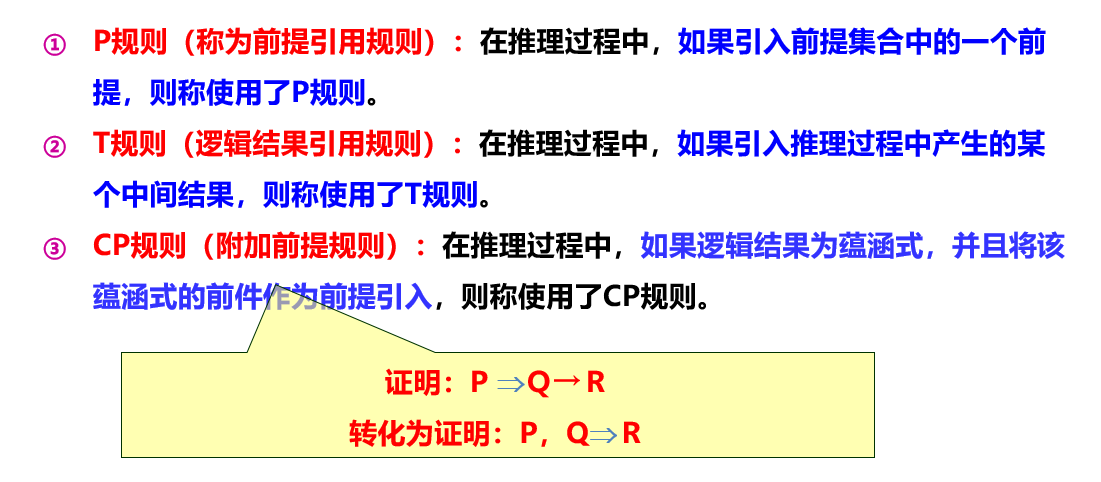 ① P规则（称为前提引用规则）：在推理过程中，如果引入前提集合中的一个前
提，则称使用了P规则。
② T规则（逻辑结果引用规则）：在推理过程中，如果引入推理过程中产生的某
个中间结果，则称使用了T规则。
③ CP规则（附加前提规则）：在推理过程中，如果逻辑结果为蕴涵式，并且将该
蕴涵式的前件作为前提引入，则称使用了CP规则。
证明：P ⇒Q→R
转化为证明：P，Q⇒R